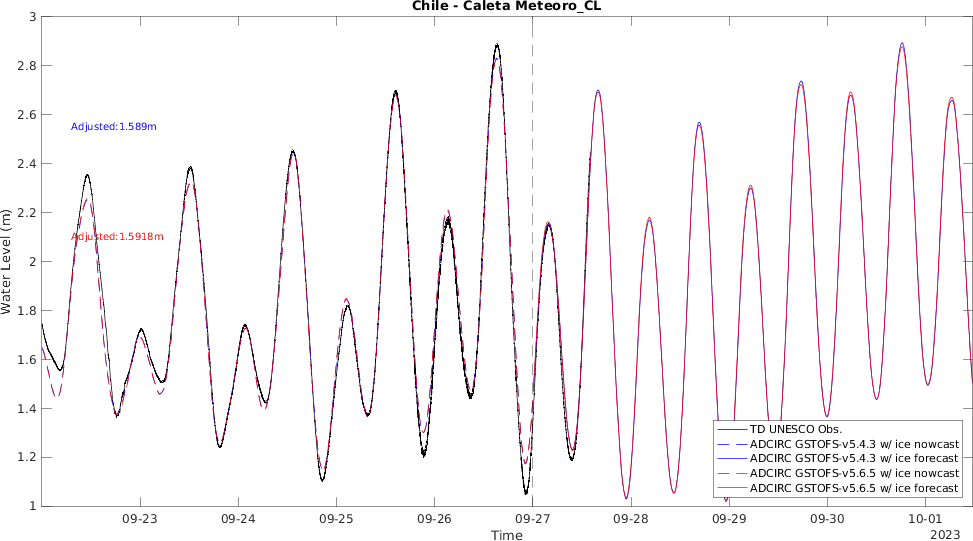 Chile - Caleta Meteoro_CL
3
2.8
2.6
2.4
2.2
2
1.8
1.6
1.4
1.2
1
Water Level (m)
Adjusted:1.589m
Adjusted:1.5918m
TD UNESCO Obs.
ADCIRC GSTOFS-v5.4.3 w/ ice nowcast
ADCIRC GSTOFS-v5.4.3 w/ ice forecast
ADCIRC GSTOFS-v5.6.5 w/ ice nowcast
ADCIRC GSTOFS-v5.6.5 w/ ice forecast
09-23 09-24 09-25 09-26 09-27 09-28 09-29 09-30 10-01
Time
2023